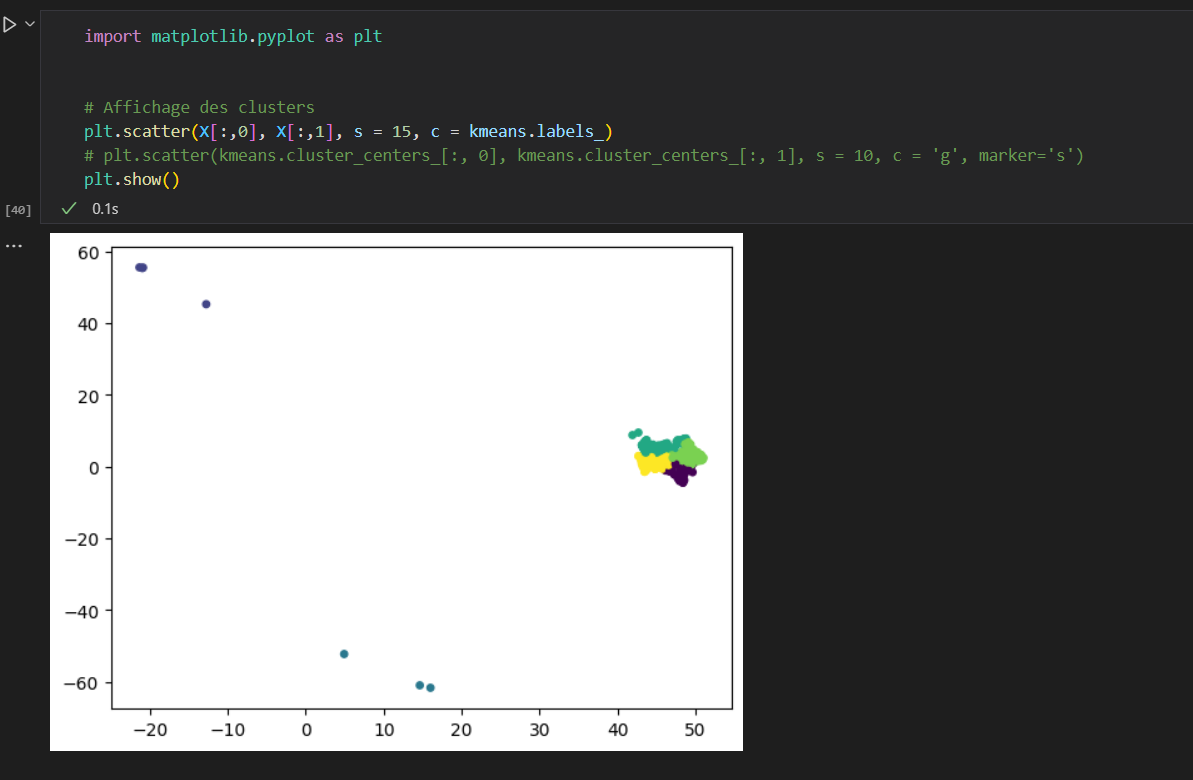 import matplotlib.pyplot as plt
# Affichage des clusters
plt.scatter(X[:,0], X[:,1], s = 15, c = kmeans.labels_)
# plt.scatter(kmeans.cluster_centers_[:, 0], kmeans.cluster_centers_[:, 1], s = 10, c = 'g', marker='s')
plt.show()
[40]
0.1s
...
60
40
20
0
−20
−40
−60
−20 −10 0 10 20 30 40 50